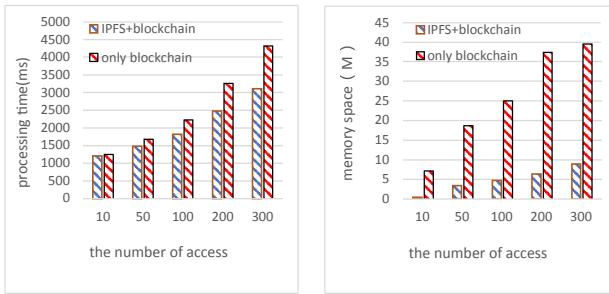 IPFS+blockchain
only blockchain
processing time(ms)
5000
4500
4000
3500
3000
2500
2000
1500
1000
500
0
10 50 100 200 300
the number of access
IPFS+blockchain
only blockchain
memory space ( M )
45
40
35
30
25
20
15
10
5
0
10 50 100 200 300
the number of access